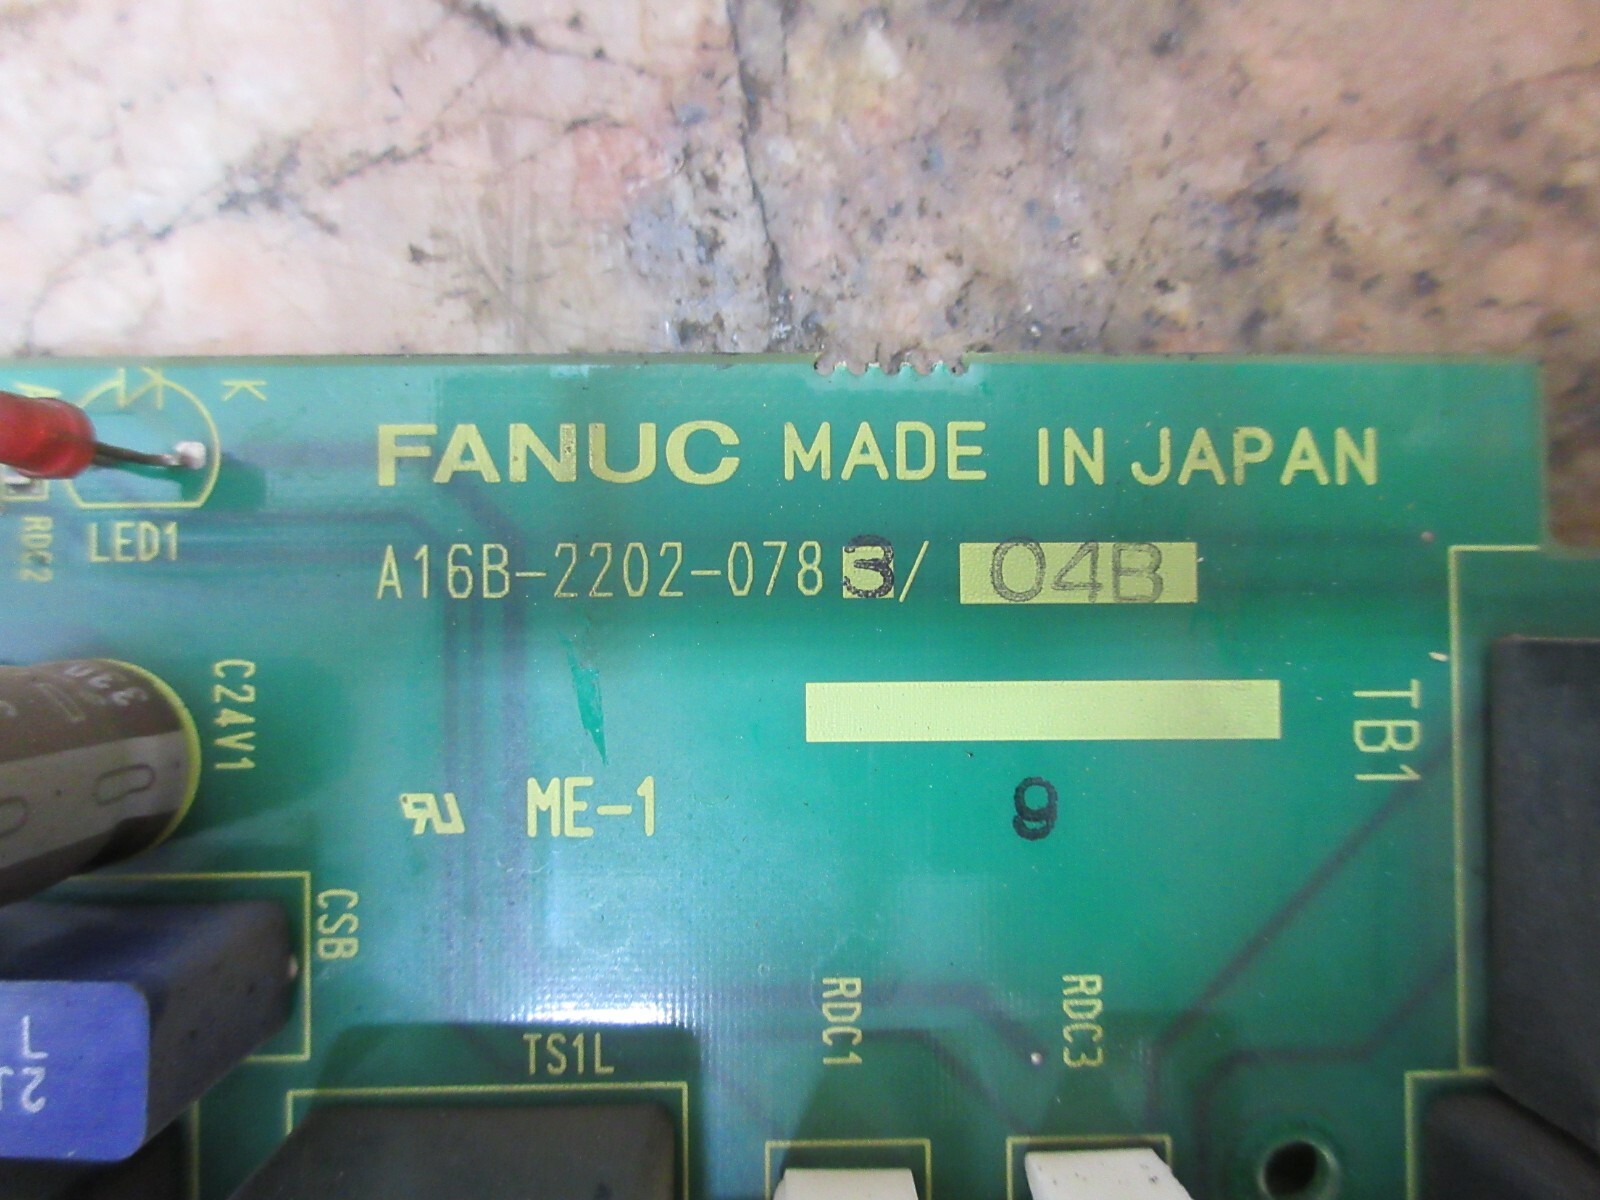 K
FANUC MADE IN JAPAN
LED1
RDC2
A16B-2202-0783/ 04B
C24V1
TB1
ME-1
9
CSB
RDC1
RDC3
TS1L